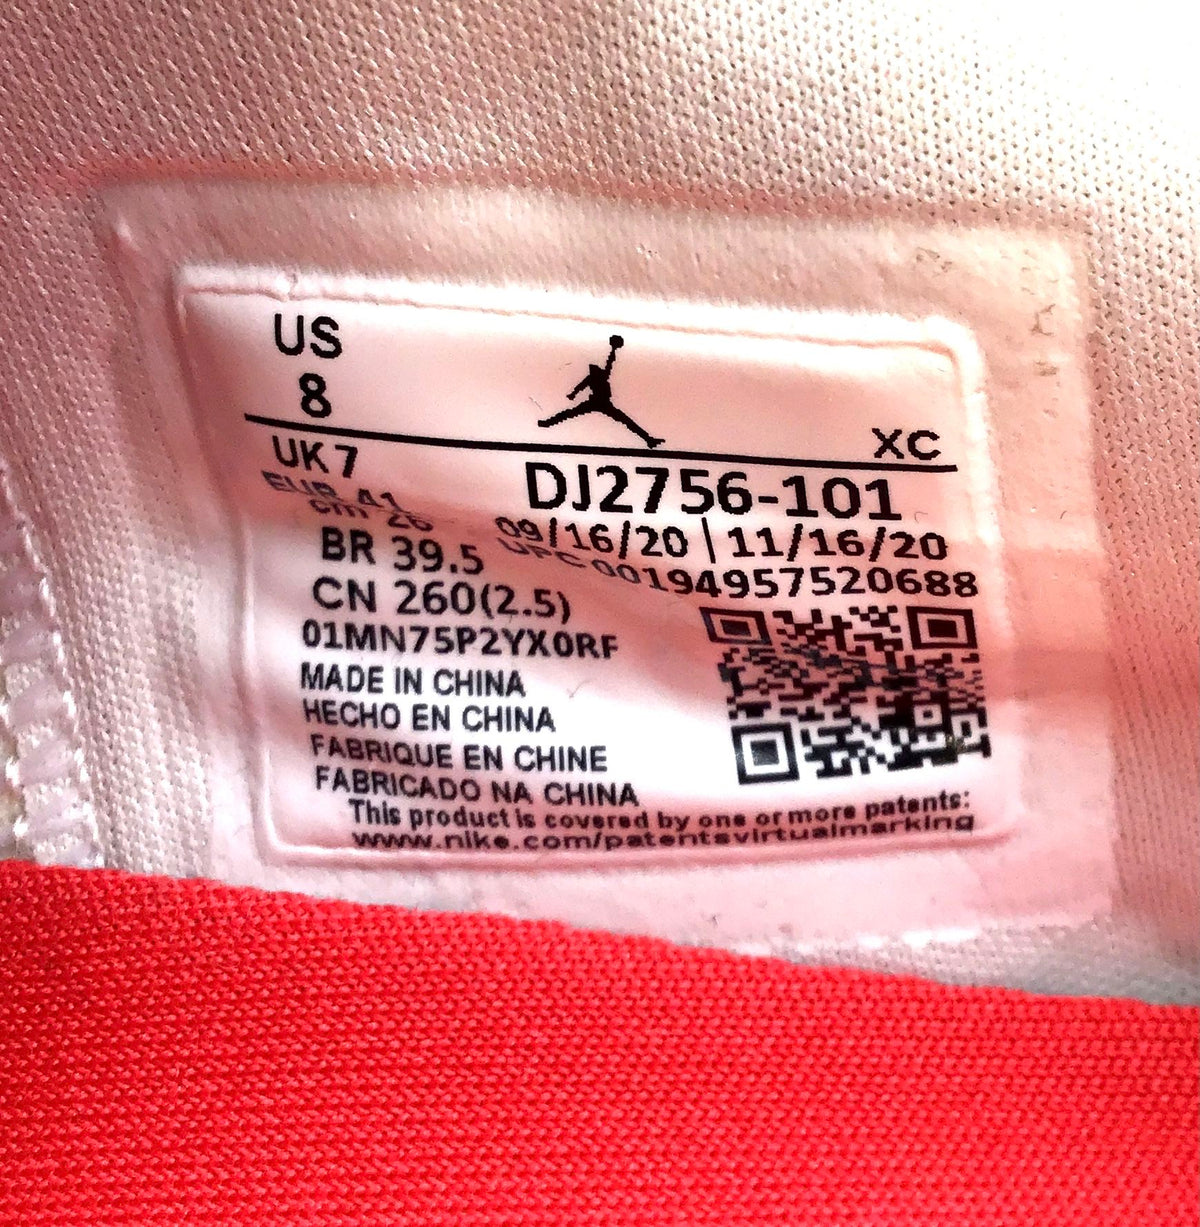 US
8
XC
UK 7
DJ2756-101
EUR 41
09/16/20 | 11/16/20
cm 26
UPC 00194957520688
BR 39.5
CN 260(2.5)
01MN75P2YX0RF
MADE IN CHINA
HECHO EN CHINA
FABRIQUE EN CHINE
FABRICADO NA CHINA
This product is covered by one or more patents:
www.nike.com/patentsvirtualmarking